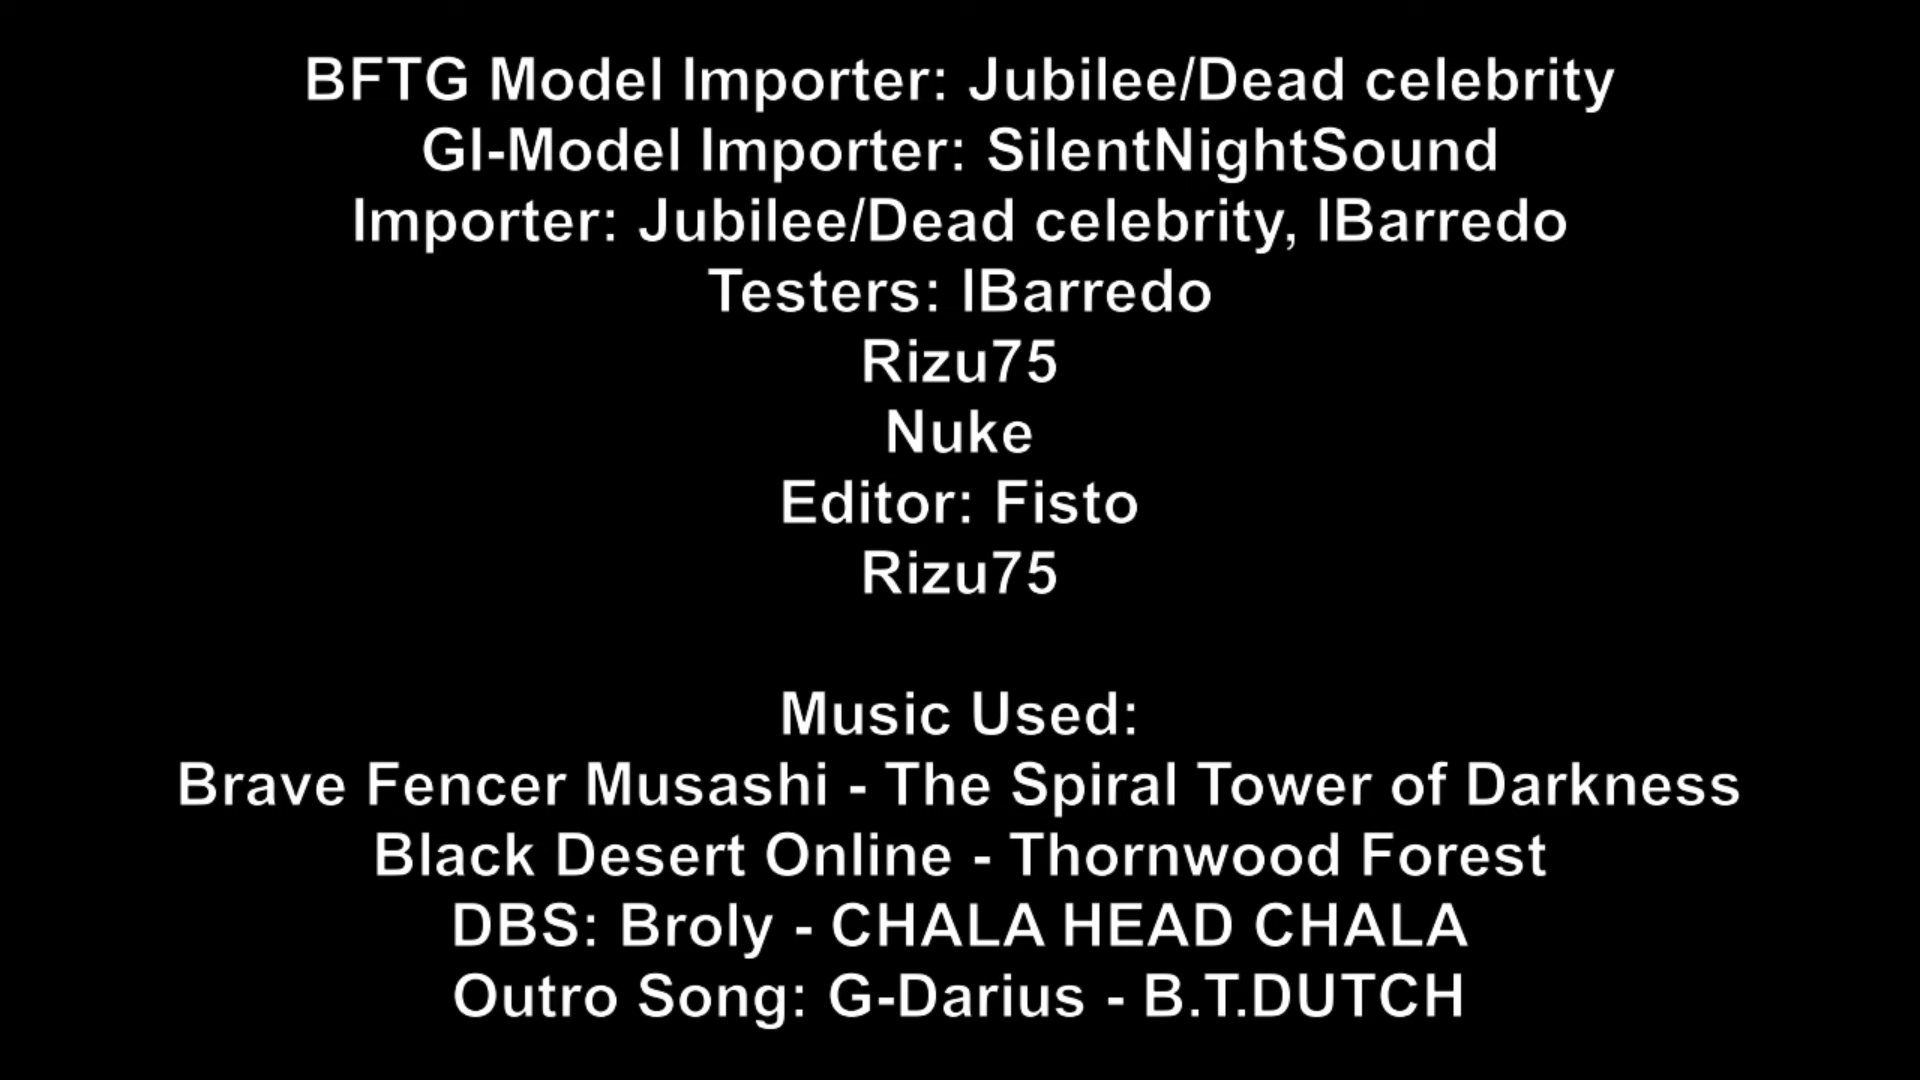 BFTG Model Importer: Jubilee/Dead celebrity
GI-Model Importer: SilentNightSound
Importer: Jubilee/Dead celebrity, IBarredo
Testers: IBarredo
Rizu75
Nuke
Editor: Fisto
Rizu75
Music Used:
Brave Fencer Musashi - The Spiral Tower of Darkness
Black Desert Online - Thornwood Forest
DBS: Broly - CHALA HEAD CHALA
Outro Song: G-Darius - B.T.DUTCH